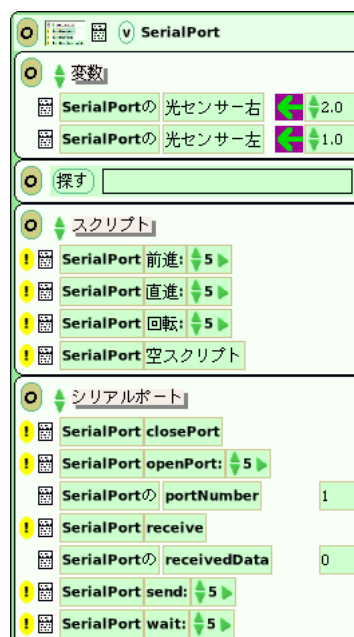 v SerialPort
変数
SerialPortの 光センサー右 2.0
SerialPortの 光センサー左 1.0
探す
スクリプト
! SerialPort 前進: 5
! SerialPort 直進: 5
! SerialPort 回転: 5
! SerialPort 空スクリプト
シリアルポート
! SerialPort closePort
! SerialPort openPort: 5
SerialPortの portNumber 1
! SerialPort receive
SerialPortの receivedData 0
! SerialPort send: 5
! SerialPort wait: 5